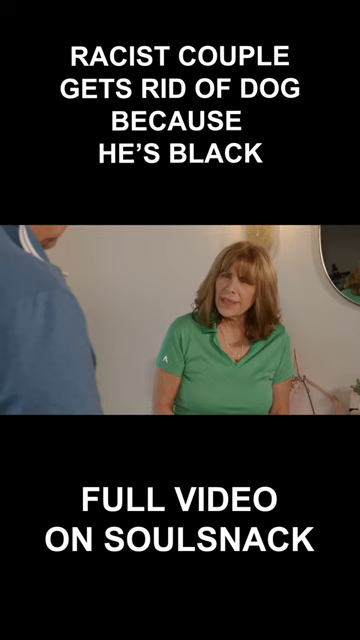 RACIST COUPLE
GETS RID OF DOG
BECAUSE
HE'S BLACK
FULL VIDEO
ON SOULSNACK